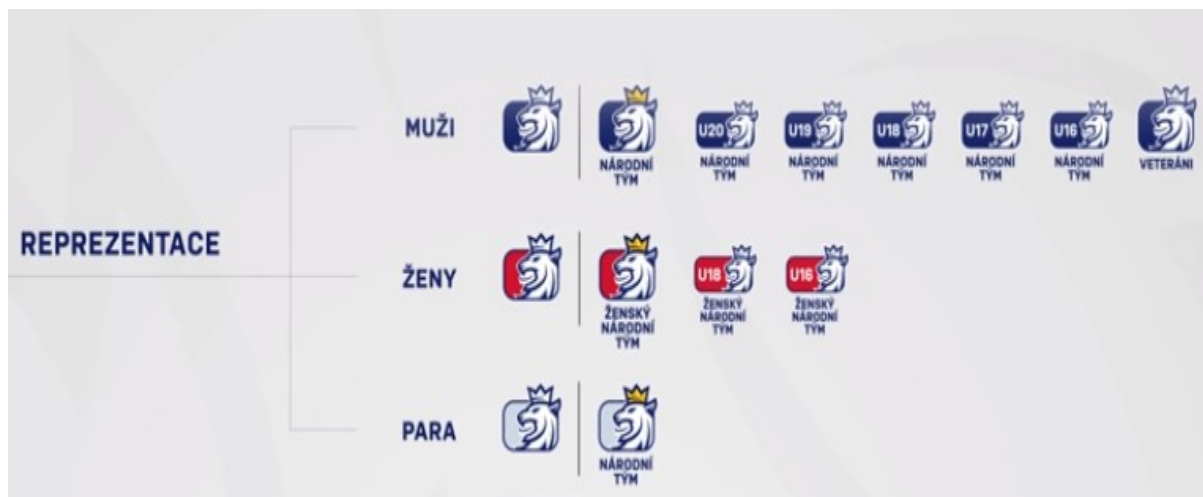 REPREZENTACE
MUŽI
NÁRODNÍ
TÝM
U20
NÁRODNÍ
TÝM
U19
NÁRODNÍ
TÝM
U18
NÁRODNÍ
TÝM
U17
NÁRODNÍ
TÝM
U16
NÁRODNÍ
TÝM
VETERÁNI
ŽENY
ŽENSKÝ
NÁRODNÍ
TÝM
U18
ŽENSKÝ
NÁRODNÍ
TÝM
U16
ŽENSKÝ
NÁRODNÍ
TÝM
PARA
NÁRODNÍ
TÝM